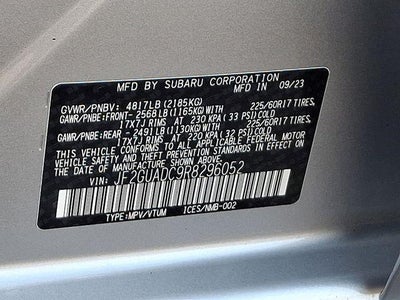 MFD BY SUBARU CORPORATION 09/23
GVWR/PNBV: 4817LB (2185KG)
GAWR/PNBE:FRONT- 2568LB (1165KG)WITH 225/60R17 TIRES,
17X7J RIMS AT 230 KPA (33 PSI)COLD
GAWR/PNBE:REAR - 2491LB (1130KG)WITH 225/60R17 TIRES,
17X7J RIMS AT 220 KPA (32 PSI)COLD
THIS VEHICLE CONFORMS TO ALL APPLICABLE FEDERAL MOTOR
VEHICLE SAFETY AND THEFT PREVENTION STANDARDS IN EFFECT
ON THE DATE OF MANUFACTURE SHOWN ABOVE.
VIN: JF2GUADC9R8296052
TYPE:MPV/VTUM ICES/NMB-002